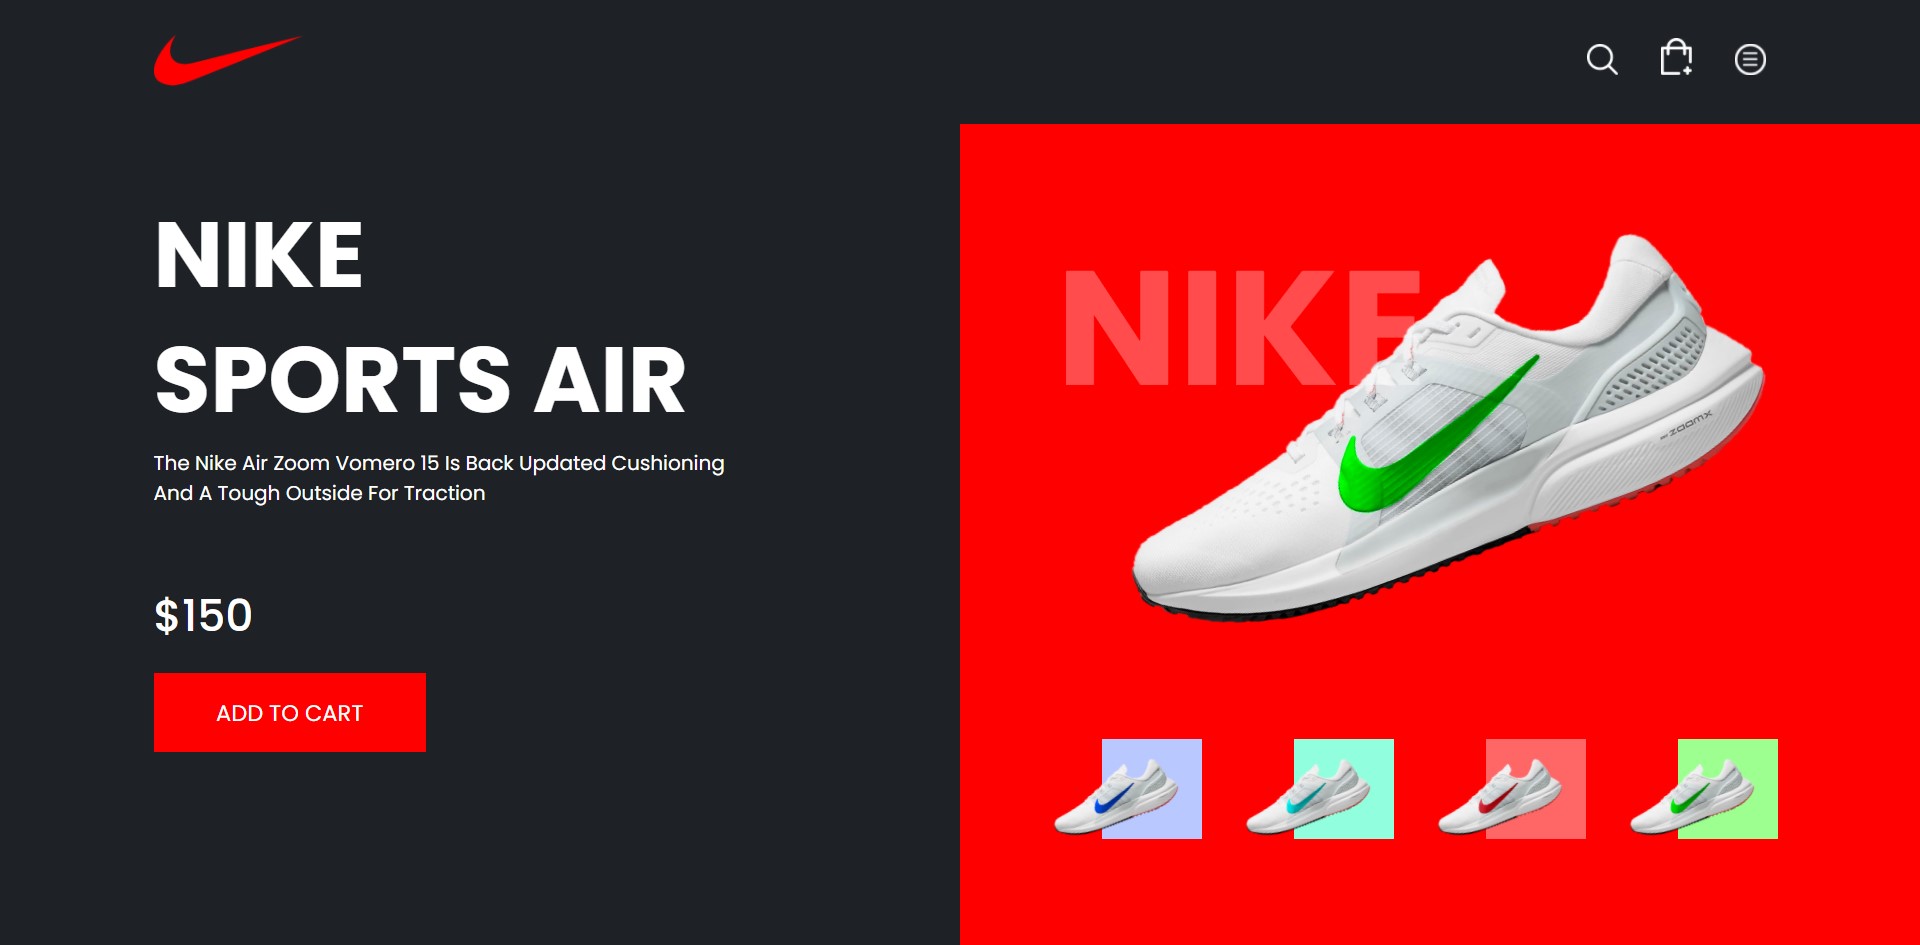 NIKE
SPORTS AIR
The Nike Air Zoom Vomero 15 Is Back Updated Cushioning
And A Tough Outside For Traction
$150
ADD TO CART
NIKE
ZOOMX